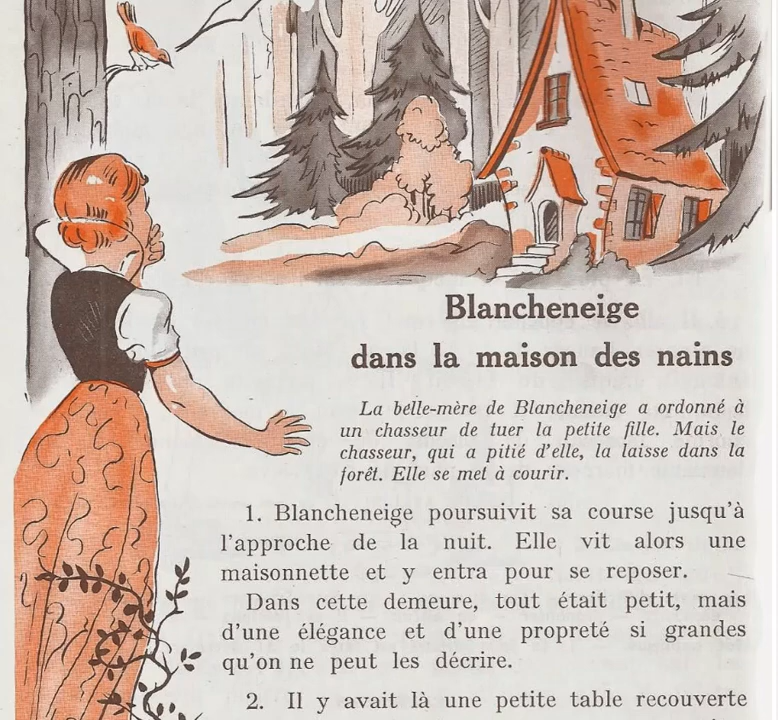 Blancheneige
dans la maison des nains
La belle-mère de Blancheneige a ordonné à
un chasseur de tuer la petite fille. Mais le
chasseur, qui a pitié d'elle, la laisse dans la
forêt. Elle se met à courir.
1. Blancheneige poursuivit sa course jusqu'à
l'approche de la nuit. Elle vit alors une
maisonnette et y entra pour se reposer.
Dans cette demeure, tout était petit, mais
d'une élégance et d'une propreté si grandes
qu'on ne peut les décrire.
2. Il y avait là une petite table recouverte